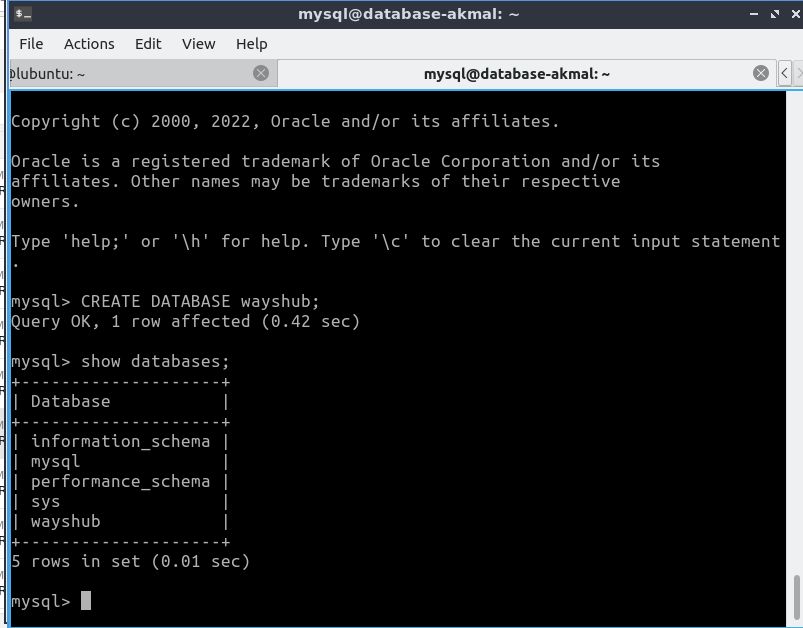 mysql@database-akmal: ~
File Actions Edit View Help
lubuntu: ~
mysql@database-akmal: ~
Copyright (c) 2000, 2022, Oracle and/or its affiliates.
Oracle is a registered trademark of Oracle Corporation and/or its
affiliates. Other names may be trademarks of their respective
owners.
Type 'help;' or '\h' for help. Type '\c' to clear the current input statement
.
mysql> CREATE DATABASE wayshub;
Query OK, 1 row affected (0.42 sec)
mysql> show databases;
+--------------------+
| Database           |
+--------------------+
| information_schema |
| mysql              |
| performance_schema |
| sys                |
| wayshub            |
+--------------------+
5 rows in set (0.01 sec)
mysql>